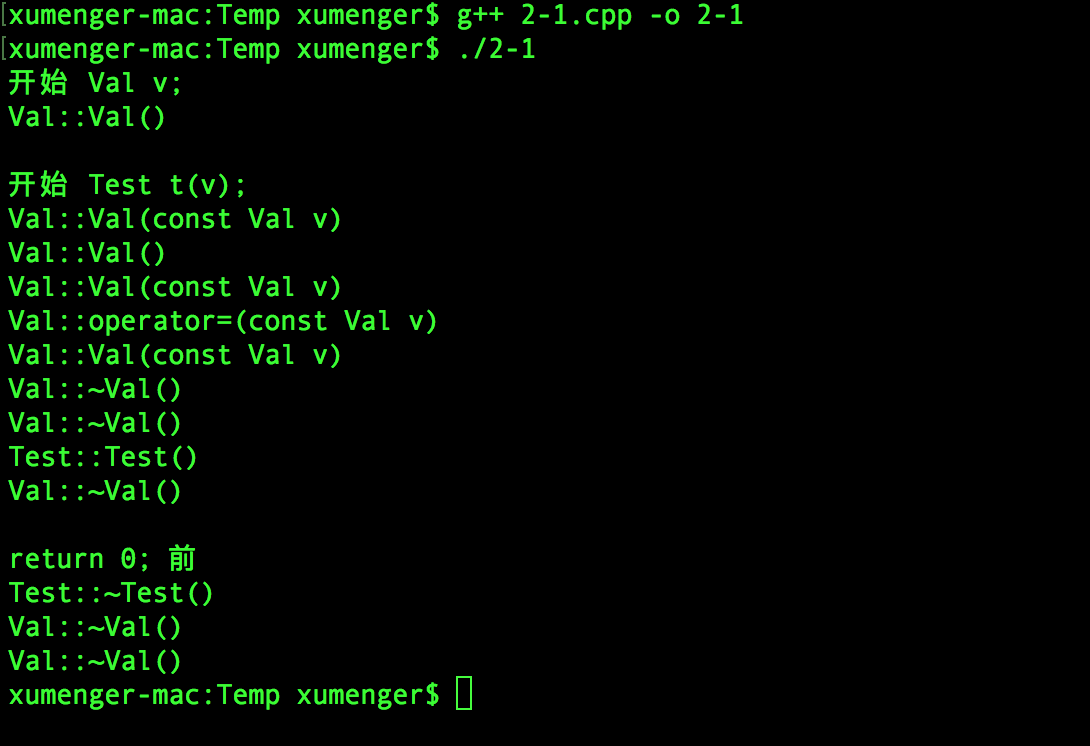 [xumenger-mac:Temp xumenger$ g++ 2-1.cpp -o 2-1
[xumenger-mac:Temp xumenger$ ./2-1
开始 Val v;
Val::Val()
开始 Test t(v);
Val::Val(const Val v)
Val::Val()
Val::Val(const Val v)
Val::operator=(const Val v)
Val::Val(const Val v)
Val::~Val()
Val::~Val()
Test::Test()
Val::~Val()
return 0; 前
Test::~Test()
Val::~Val()
Val::~Val()
xumenger-mac:Temp xumenger$